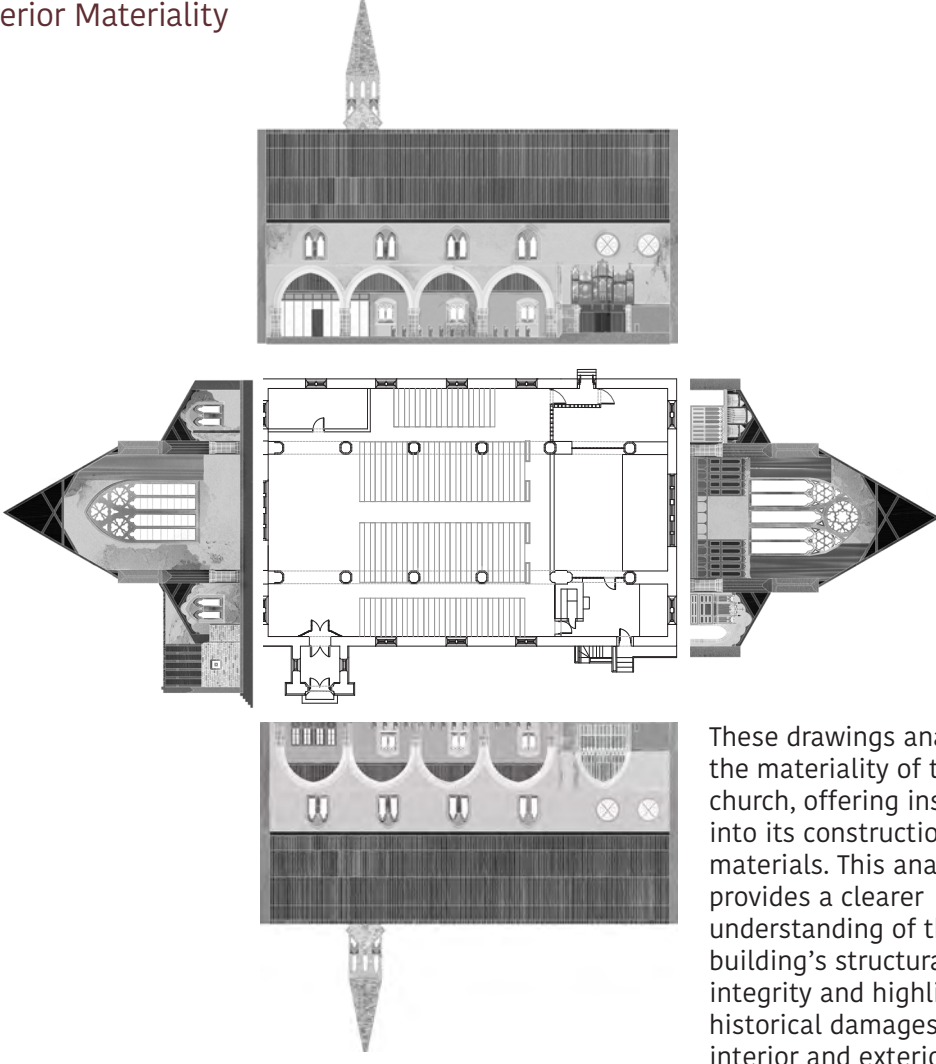 erior Materiality
These drawings ana
the materiality of t
church, offering ins
into its constructio
materials. This ana
provides a clearer
understanding of th
building’s structura
integrity and highli
historical damages
interior and exterio